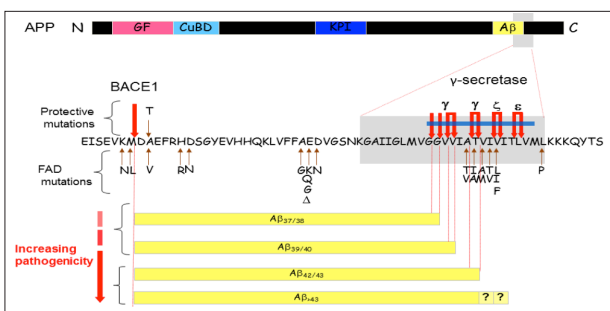 APP N GF CuBD KPI Aβ C
BACE1
γ-secretase
Protective
mutations
T
γ γ ζ ε
EISEVKMDAEFRHDSGYEVHHQKLVFFAEDVGSNKGAIIGLMVGGVVIATVIVITLVMLKKKQYTS
FAD
mutations
NL V RN GKN TIATL P
Q VAMVI
G F
Δ
Aβ37/38
Increasing
pathogenicity
Aβ39/40
Aβ42/43
Aβ>43 ? ?